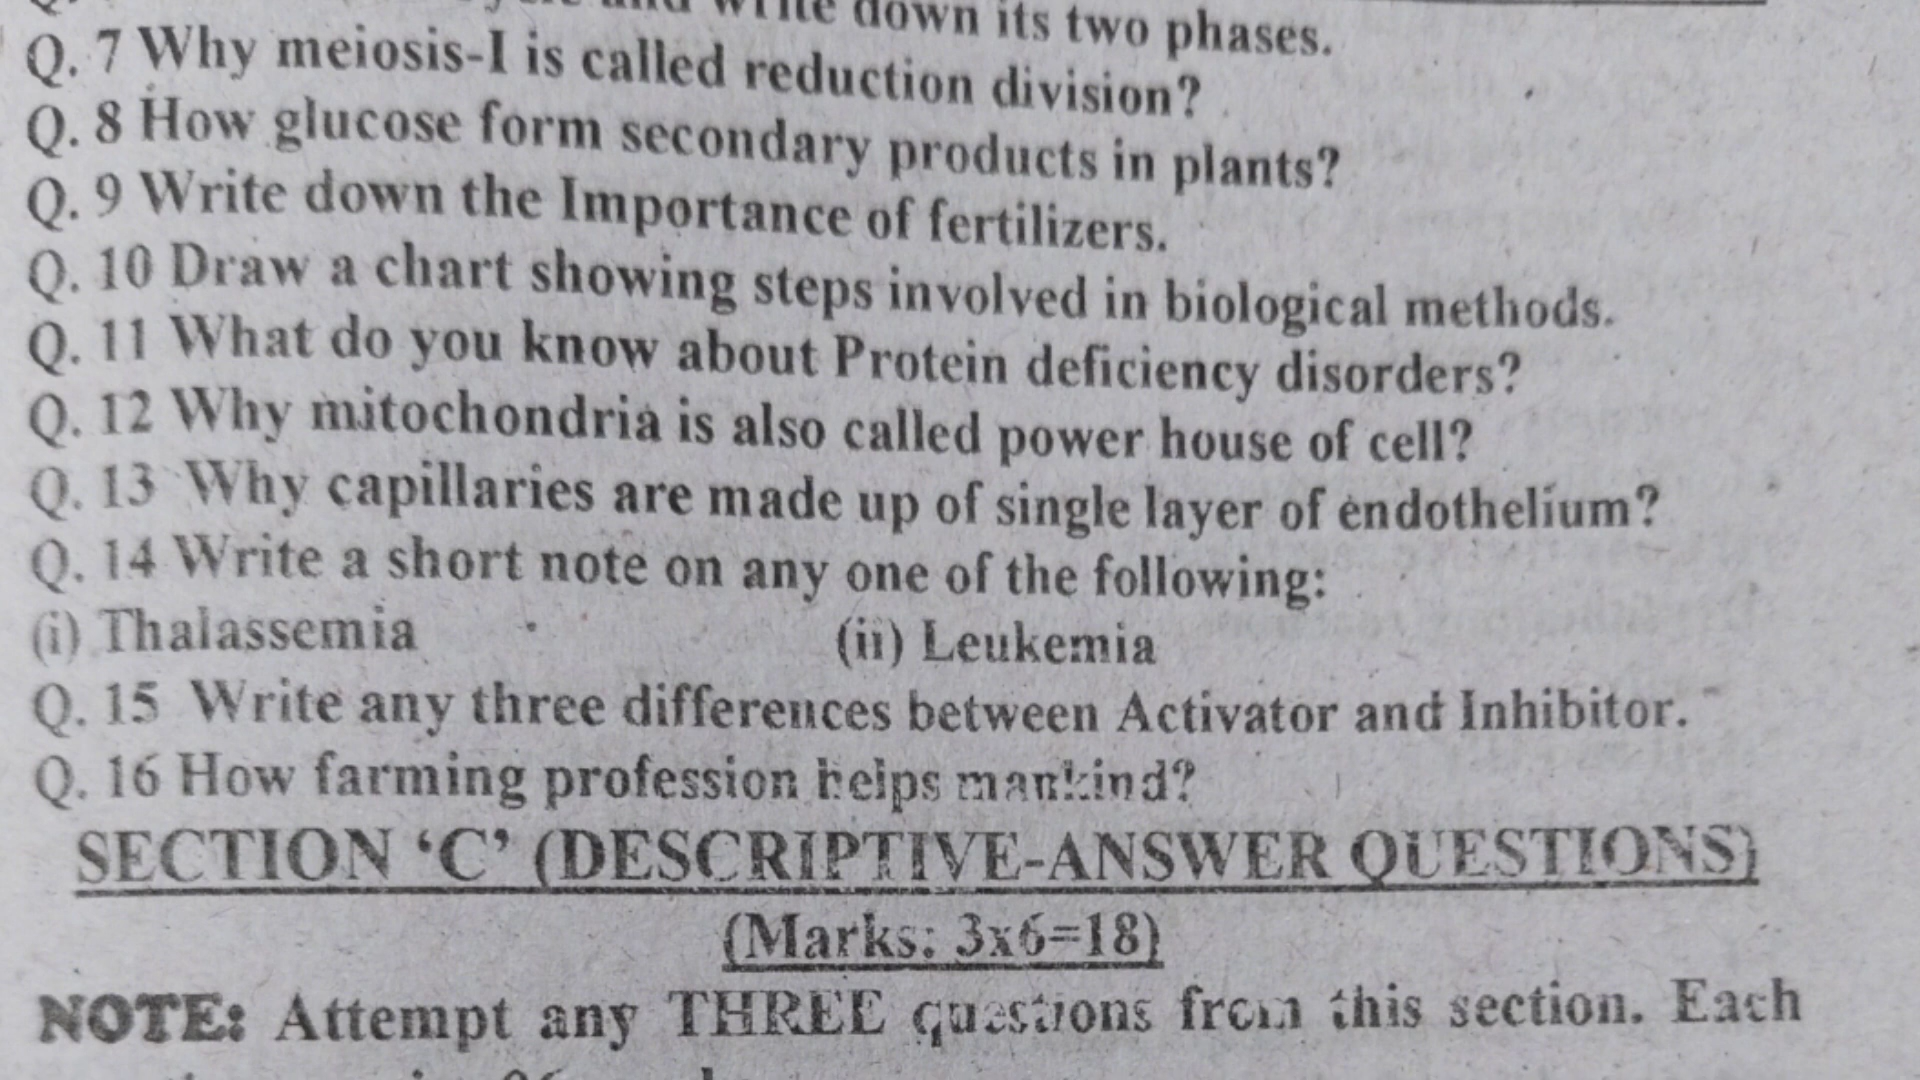 and write down its two phases.
Q. 7 Why meiosis-I is called reduction division?
Q. 8 How glucose form secondary products in plants?
Q. 9 Write down the Importance of fertilizers.
Q. 10 Draw a chart showing steps involved in biological methods.
Q. 11 What do you know about Protein deficiency disorders?
Q. 12 Why mitochondria is also called power house of cell?
Q. 13 Why capillaries are made up of single layer of endothelium?
Q. 14 Write a short note on any one of the following:
(i) Thalassemia (ii) Leukemia
Q. 15 Write any three differences between Activator and Inhibitor.
Q. 16 How farming profession helps mankind?
SECTION ‘C’ (DESCRIPTIVE-ANSWER QUESTIONS)
(Marks: 3x6=18)
NOTE: Attempt any THREE questions from this section. Each